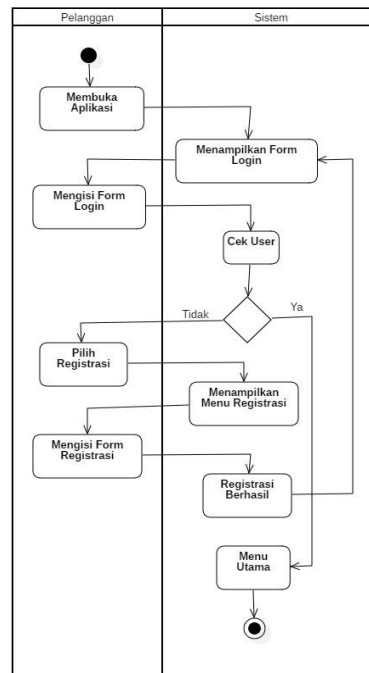 Pelanggan
Sistem
Membuka
Aplikasi
Menampilkan Form
Login
Mengisi Form
Login
Cek User
Tidak
Ya
Pilih
Registrasi
Menampilkan
Menu Registrasi
Mengisi Form
Registrasi
Registrasi
Berhasil
Menu
Utama